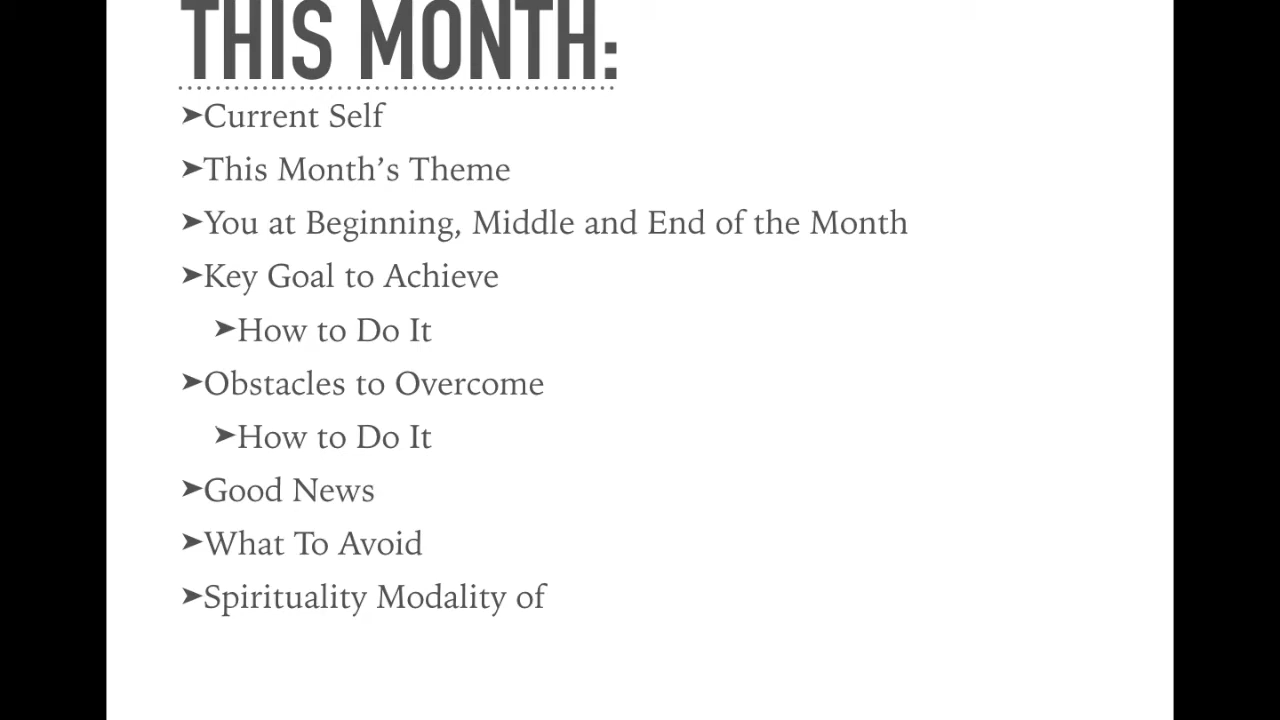 THIS MONTH:
➤Current Self
➤This Month’s Theme
➤You at Beginning, Middle and End of the Month
➤Key Goal to Achieve
➤How to Do It
➤Obstacles to Overcome
➤How to Do It
➤Good News
➤What To Avoid
➤Spirituality Modality of